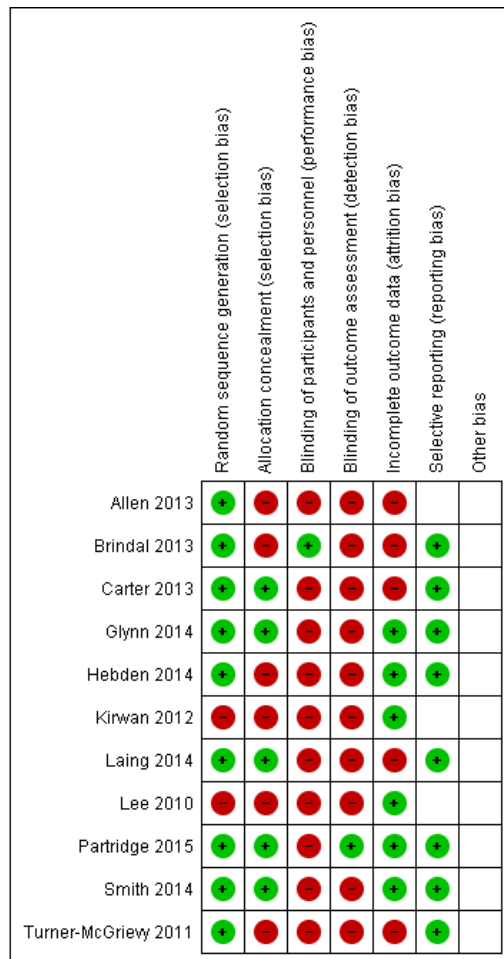 Random sequence generation (selection bias)
Allocation concealment (selection bias)
Blinding of participants and personnel (performance bias)
Blinding of outcome assessment (detection bias)
Incomplete outcome data (attrition bias)
Selective reporting (reporting bias)
Other bias
Allen 2013 + - - - -
Brindal 2013 + - + - - +
Carter 2013 + + - - - +
Glynn 2014 + + - - + +
Hebden 2014 + - - - + +
Kirwan 2012 - - - - +
Laing 2014 + + - - - +
Lee 2010 - - - - +
Partridge 2015 + + - + + +
Smith 2014 + + - - + +
Turner-McGrievy 2011 + - - - - +